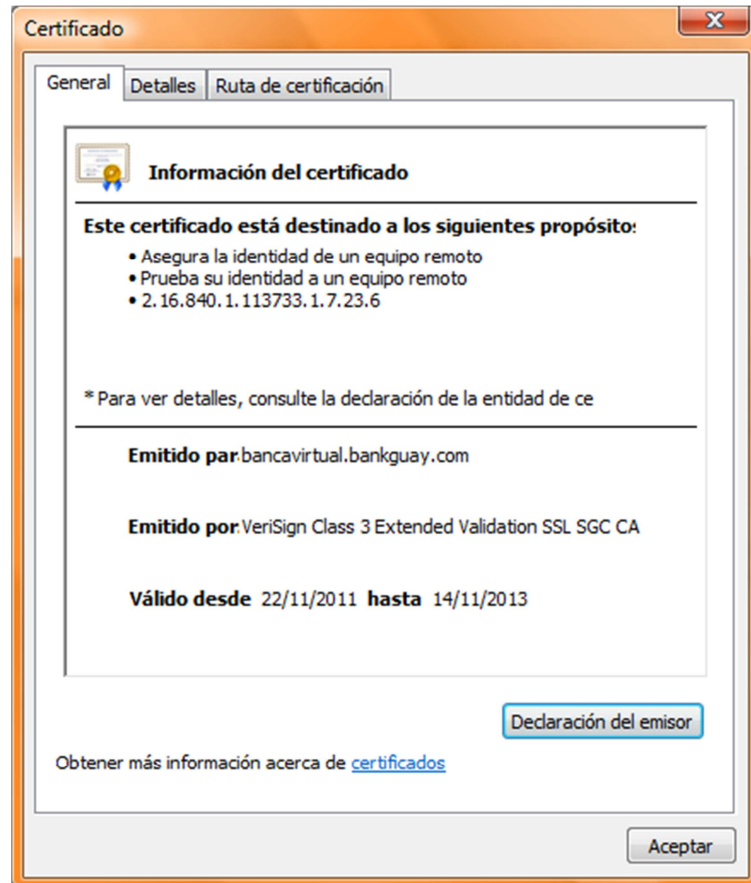 Certificado
General Detalles Ruta de certificación
Información del certificado
Este certificado está destinado a los siguientes propósito:
• Asegura la identidad de un equipo remoto
• Prueba su identidad a un equipo remoto
• 2.16.840.1.113733.1.7.23.6
* Para ver detalles, consulte la declaración de la entidad de ce
Emitido par bancavirtual.bankguay.com
Emitido por VeriSign Class 3 Extended Validation SSL SGC CA
Válido desde 22/11/2011 hasta 14/11/2013
Declaración del emisor
Obtener más información acerca de certificados
Aceptar